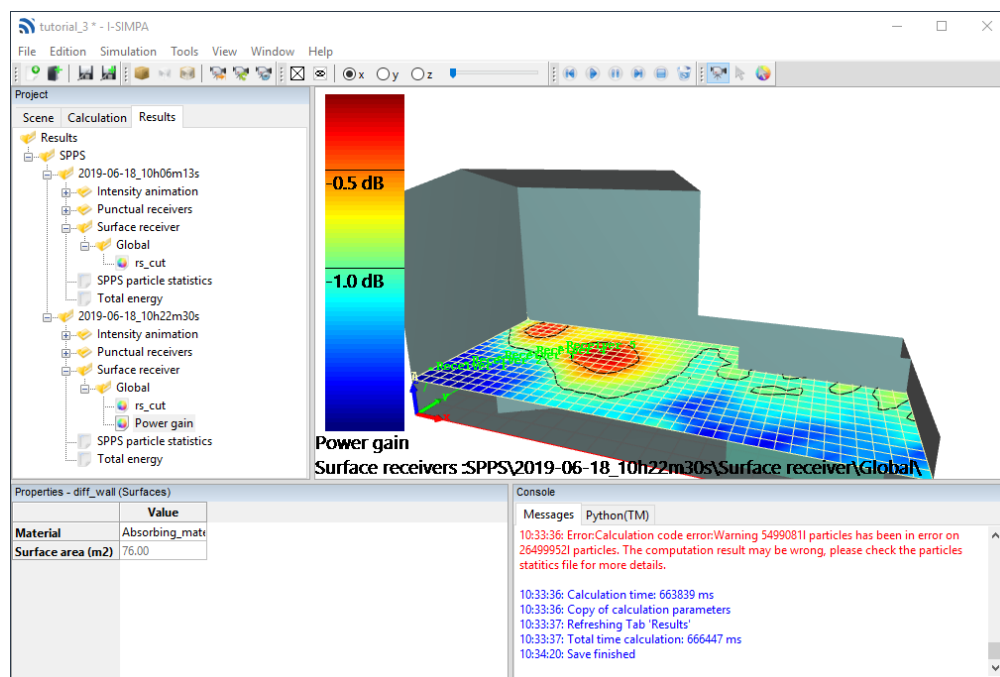 tutorial_3 * - I-SIMPA
File Edition Simulation Tools View Window Help
x y z
Project
Scene Calculation Results
Results
SPPS
2019-06-18_10h06m13s
Intensity animation
Punctual receivers
Surface receiver
Global
rs_cut
SPPS particle statistics
Total energy
2019-06-18_10h22m30s
Intensity animation
Punctual receivers
Surface receiver
Global
rs_cut
Power gain
SPPS particle statistics
Total energy
-0.5 dB
-1.0 dB
Power gain
Surface receivers :SPPS\2019-06-18_10h22m30s\Surface receiver\Global\
Properties - diff_wall (Surfaces)
Value
Material Absorbing_mate
Surface area (m2) 76.00
Console
Messages Python(TM)
10:33:36: Error:Calculation code error:Warning 5499081l particles has been in error on
26499952l particles. The computation result may be wrong, please check the particles
statitics file for more details.
10:33:36: Calculation time: 663839 ms
10:33:36: Copy of calculation parameters
10:33:37: Refreshing Tab 'Results'
10:33:37: Total time calculation: 666447 ms
10:34:20: Save finished